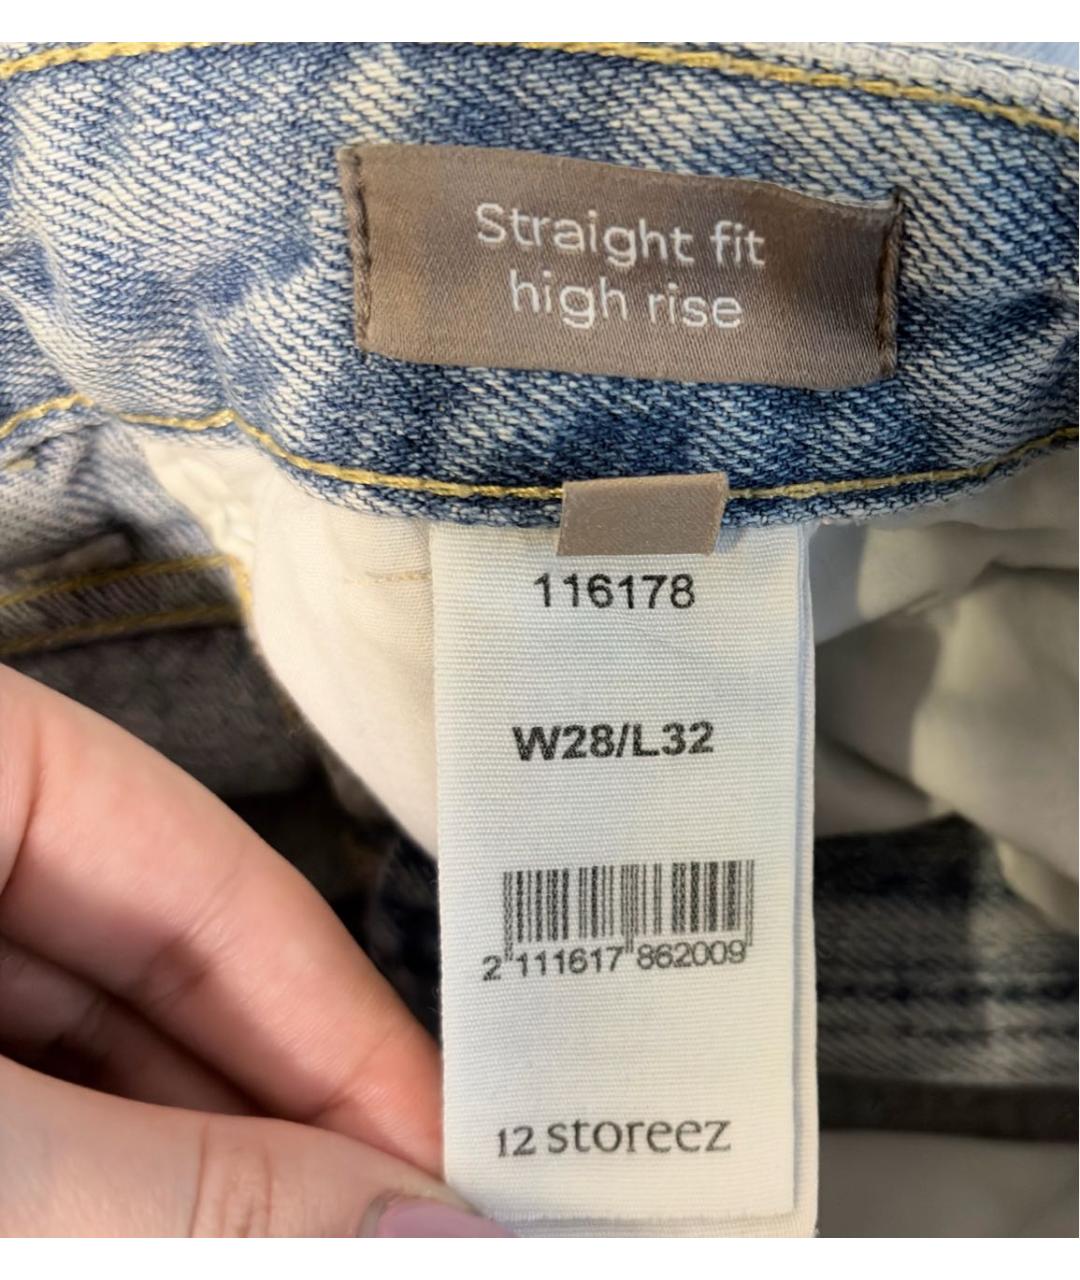 Straight fit
high rise
116178
W28/L32
2 111617 862009
12 storeez